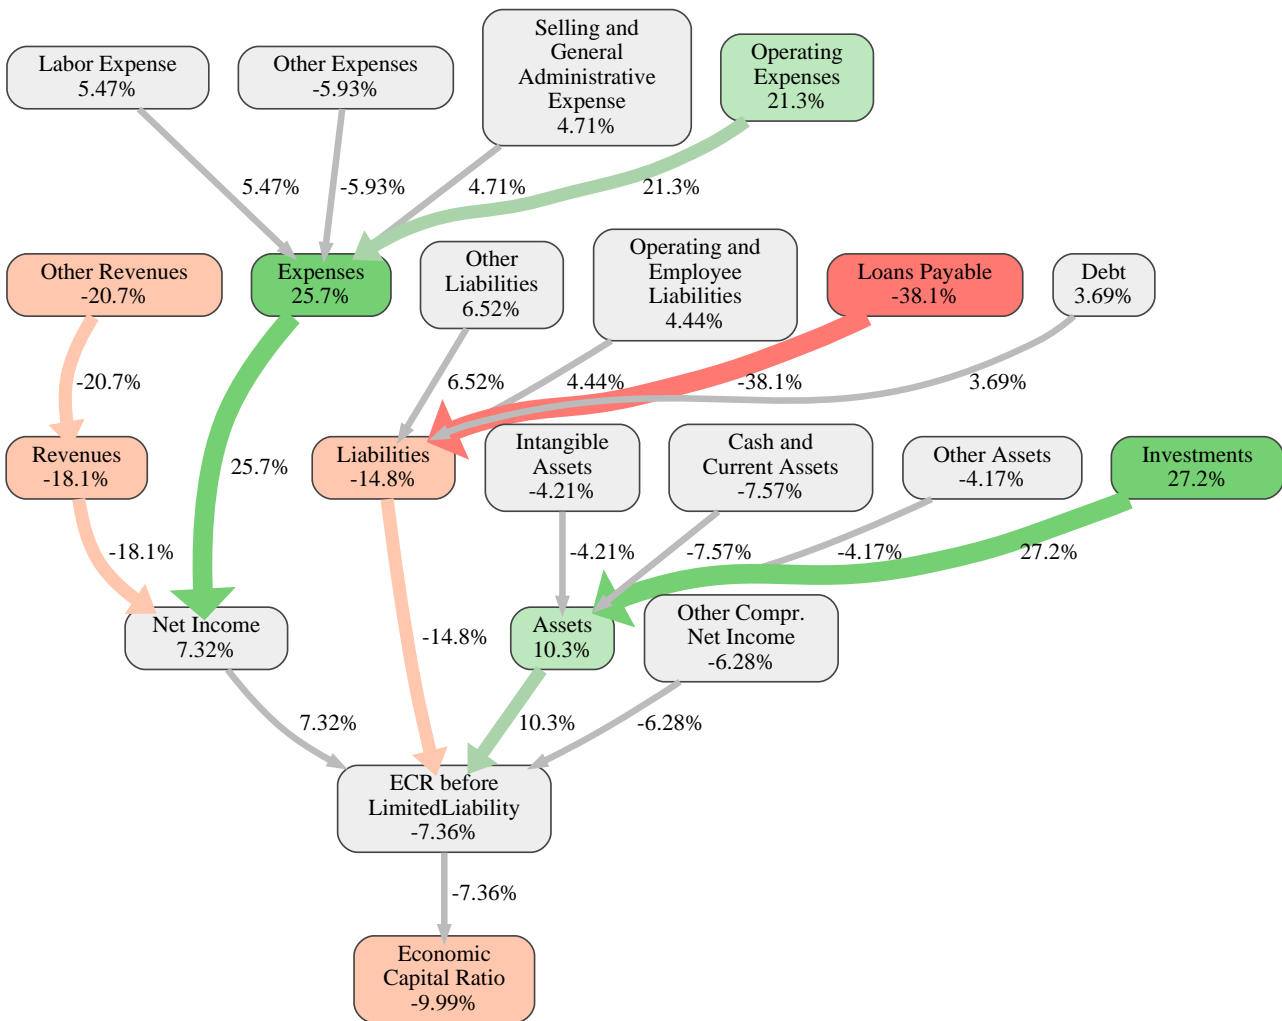 Selling and
General
Administrative
Expense
4.71%
Labor Expense
5.47%
Other Expenses
-5.93%
Operating
Expenses
21.3%
5.47%
-5.93%
4.71%
21.3%
Other Revenues
-20.7%
Expenses
25.7%
Other
Liabilities
6.52%
Operating and
Employee
Liabilities
4.44%
Loans Payable
-38.1%
Debt
3.69%
-20.7%
6.52%
4.44%
-38.1%
3.69%
Revenues
-18.1%
25.7%
Liabilities
-14.8%
Intangible
Assets
-4.21%
Cash and
Current Assets
-7.57%
Other Assets
-4.17%
Investments
27.2%
-18.1%
-4.21%
-7.57%
-4.17%
27.2%
Net Income
7.32%
-14.8%
Assets
10.3%
Other Compr.
Net Income
-6.28%
7.32%
10.3%
-6.28%
ECR before
LimitedLiability
-7.36%
-7.36%
Economic
Capital Ratio
-9.99%